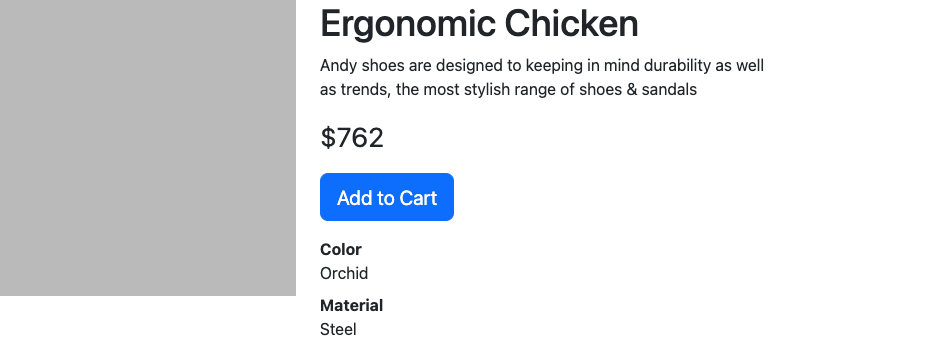 Ergonomic Chicken
Andy shoes are designed to keeping in mind durability as well
as trends, the most stylish range of shoes & sandals
$762
Add to Cart
Color
Orchid
Material
Steel